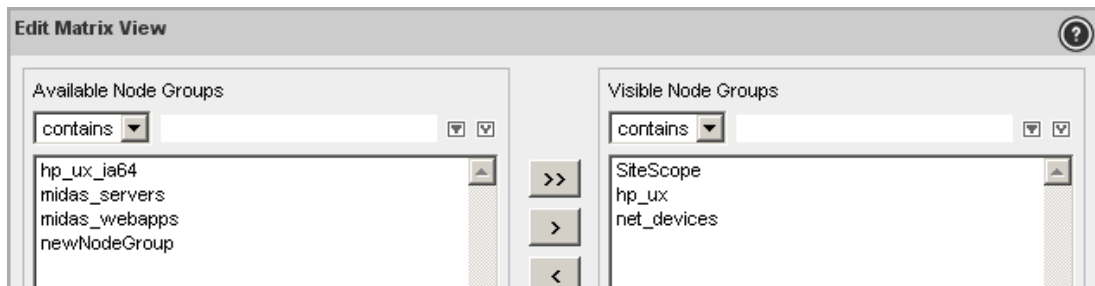 Edit Matrix View
?
Available Node Groups
contains
hp_ux_ia64
midas_servers
midas_webapps
newNodeGroup
>>
>
<
Visible Node Groups
contains
SiteScope
hp_ux
net_devices